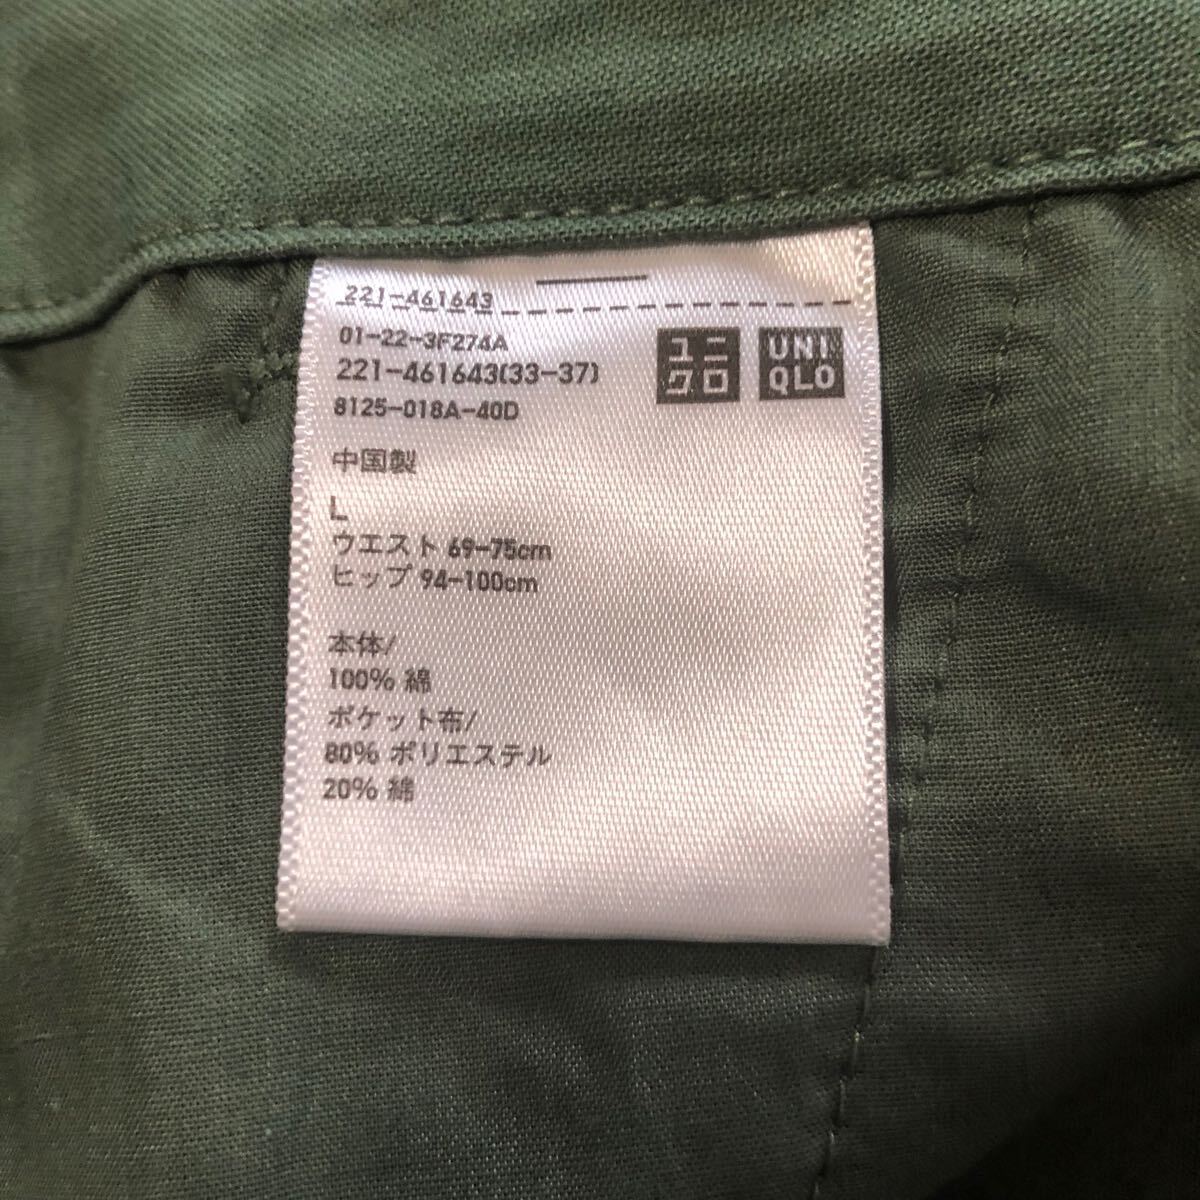 221-461643
01-22-3F274A
221-461643(33-37)
8125-018A-40D
ユニ
クロ
UNI
QLO
中国製
L
ウエスト 69-75cm
ヒップ 94-100cm
本体/
100% 綿
ポケット布/
80% ポリエステル
20% 綿